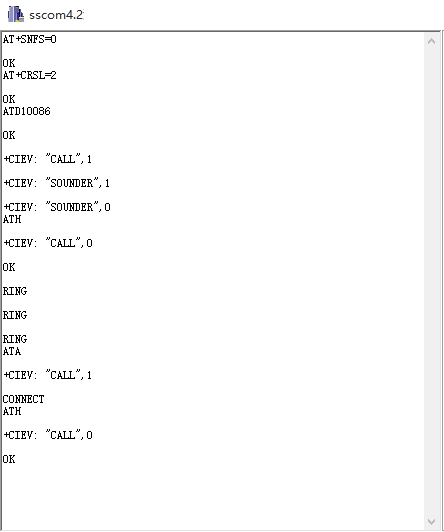 sscom4.2
AT+SNFS=0
OK
AT+CRSL=2
OK
ATD10086
OK
+CIEV: "CALL",1
+CIEV: "SOUNDER",1
+CIEV: "SOUNDER",0
ATH
+CIEV: "CALL",0
OK
RING
RING
RING
ATA
+CIEV: "CALL",1
CONNECT
ATH
+CIEV: "CALL",0
OK